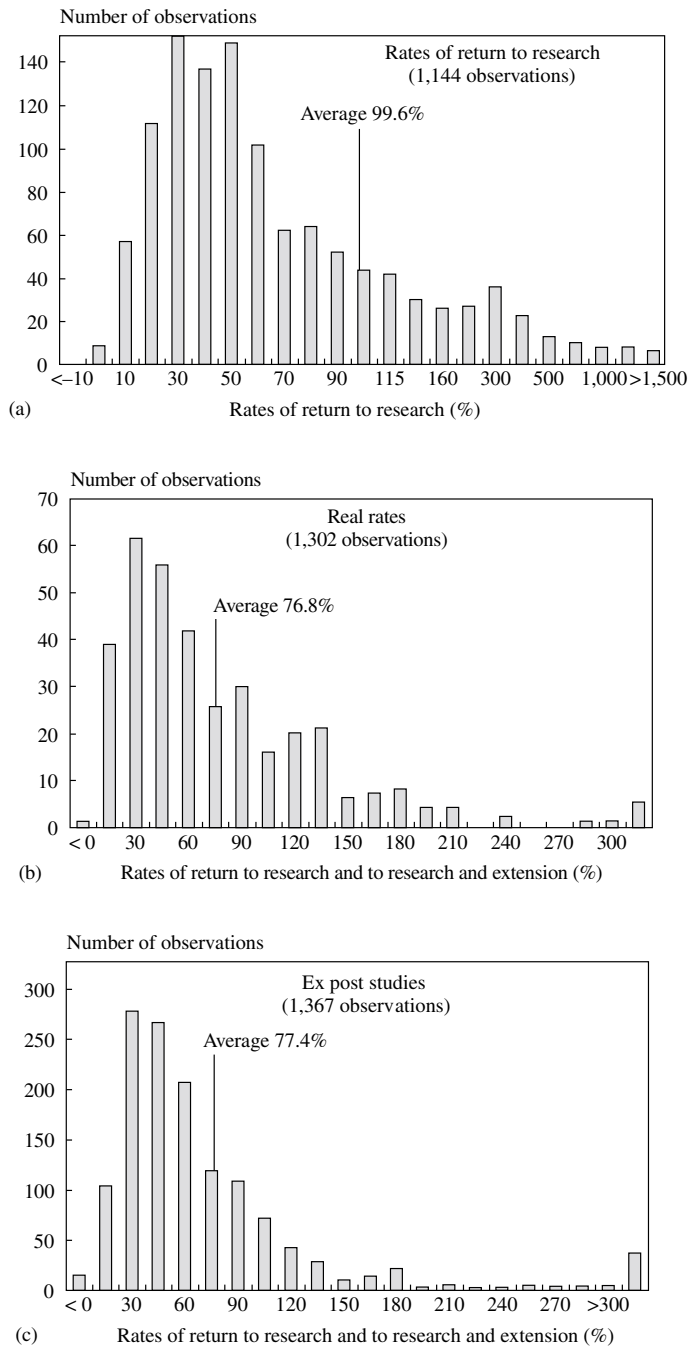 Number of observations
140
120
100
80
60
40
20
0
Rates of return to research
(1,144 observations)
Average 99.6%
<–10 10 30 50 70 90 115 160 300 500 1,000 >1,500
(a) Rates of return to research (%)
Number of observations
70
60
50
40
30
20
10
0
Real rates
(1,302 observations)
Average 76.8%
< 0 30 60 90 120 150 180 210 240 270 300
(b) Rates of return to research and to research and extension (%)
Number of observations
300
250
200
150
100
50
0
Ex post studies
(1,367 observations)
Average 77.4%
< 0 30 60 90 120 150 180 210 240 270 >300
(c) Rates of return to research and to research and extension (%)